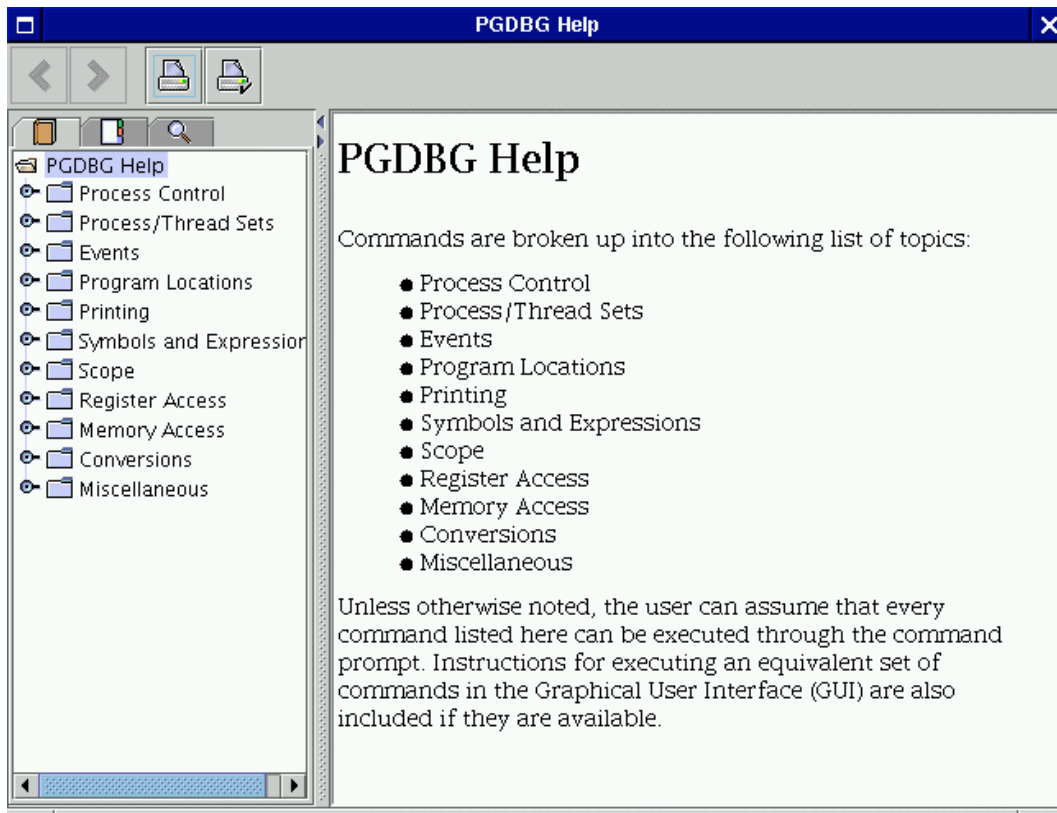 PGDBG Help
PGDBG Help
Process Control
Process/Thread Sets
Events
Program Locations
Printing
Symbols and Expression
Scope
Register Access
Memory Access
Conversions
Miscellaneous
PGDBG Help
Commands are broken up into the following list of topics:
Process Control
Process/Thread Sets
Events
Program Locations
Printing
Symbols and Expressions
Scope
Register Access
Memory Access
Conversions
Miscellaneous
Unless otherwise noted, the user can assume that every
command listed here can be executed through the command
prompt. Instructions for executing an equivalent set of
commands in the Graphical User Interface (GUI) are also
included if they are available.